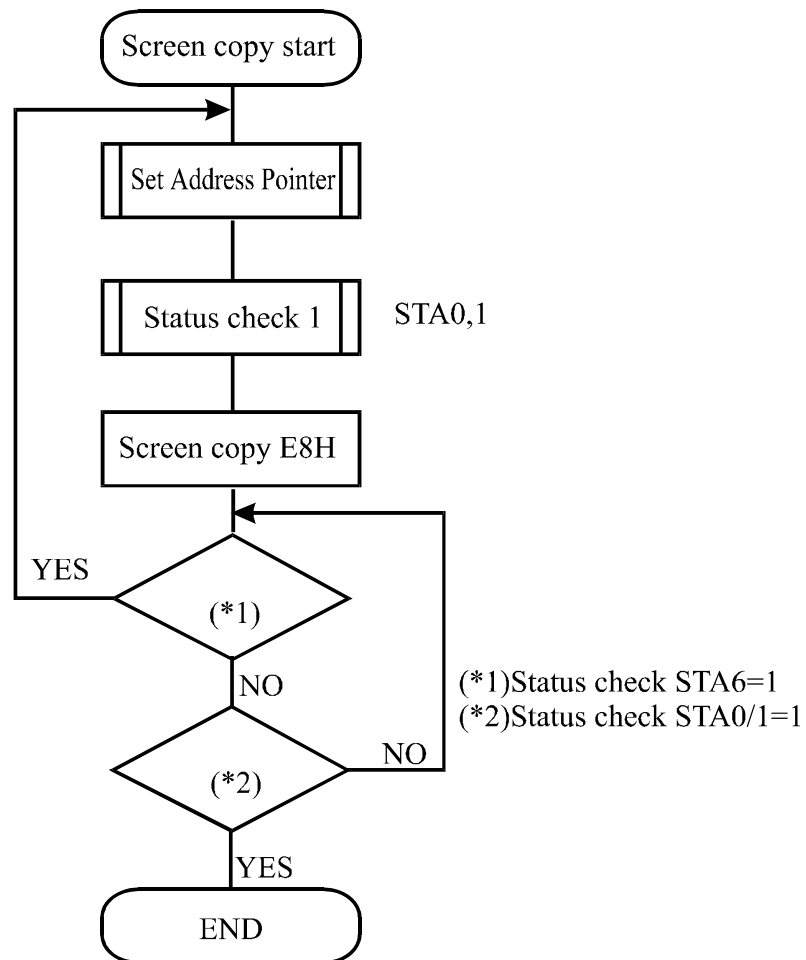 Screen copy start
Set Address Pointer
Status check 1
STA0,1
Screen copy E8H
YES
(*1)
NO
(*1)Status check STA6=1
(*2)Status check STA0/1=1
NO
(*2)
YES
END